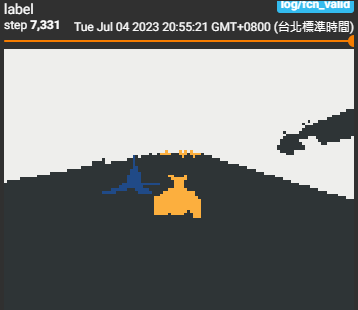 label
log/fcn_valid
step 7,331
Tue Jul 04 2023 20:55:21 GMT+0800 (台北標準時間)